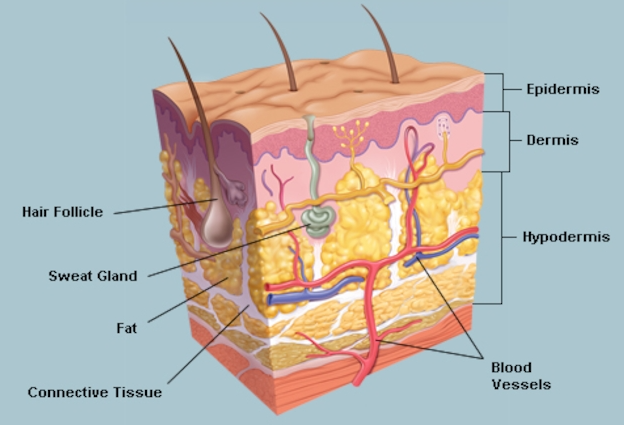 Epidermis
Dermis
Hair Follicle
Hypodermis
Sweat Gland
Fat
Blood
Vessels
Connective Tissue